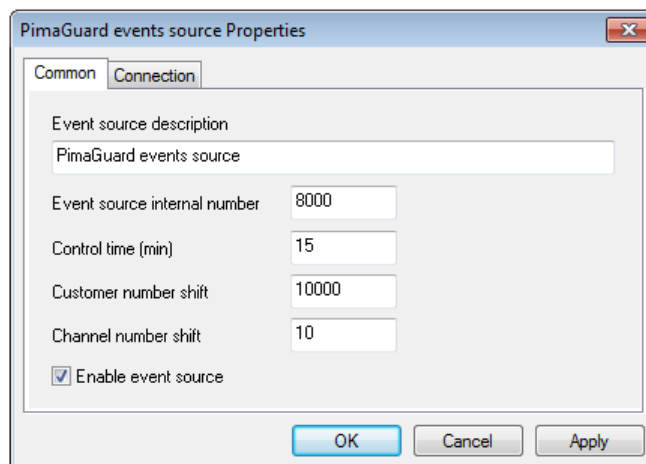 PimaGuard events source Properties
Common Connection
Event source description
PimaGuard events source
Event source internal number 8000
Control time (min) 15
Customer number shift 10000
Channel number shift 10
Enable event source
OK Cancel Apply